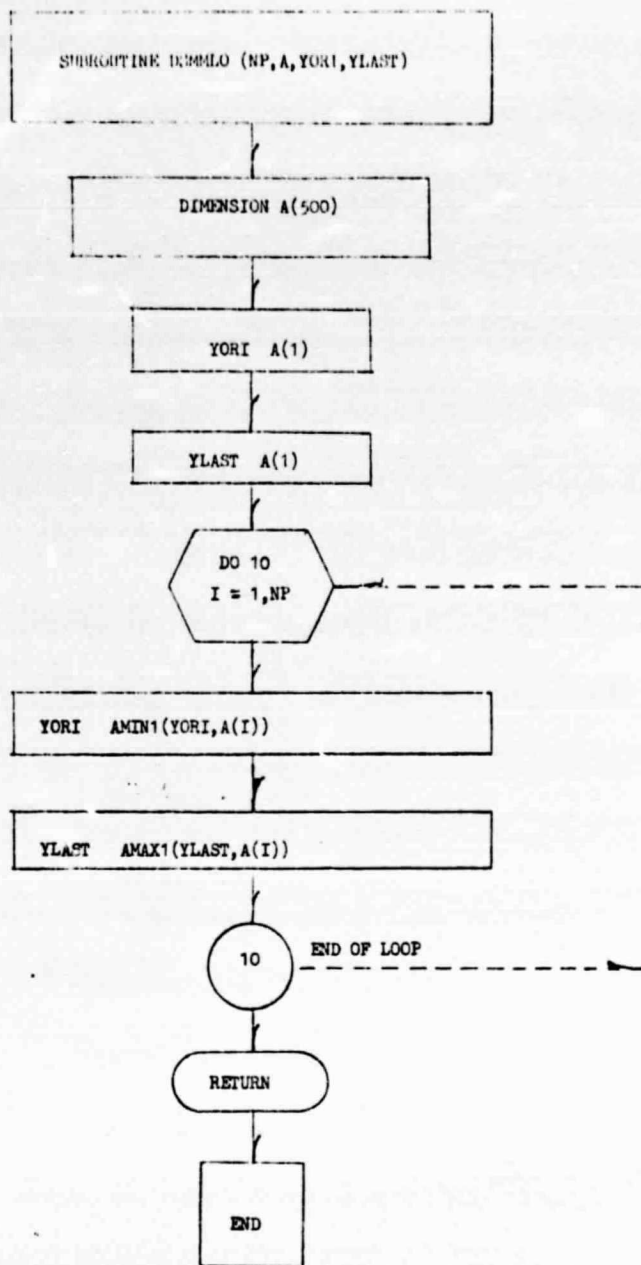 SUBROUTINE DUMMLO (NP,A,YORI,YLAST)
DIMENSION A(500)
YORI A(1)
YLAST A(1)
DO 10
I = 1,NP
YORI AMIN1(YORI,A(I))
YLAST AMAX1(YLAST,A(I))
10
END OF LOOP
RETURN
END